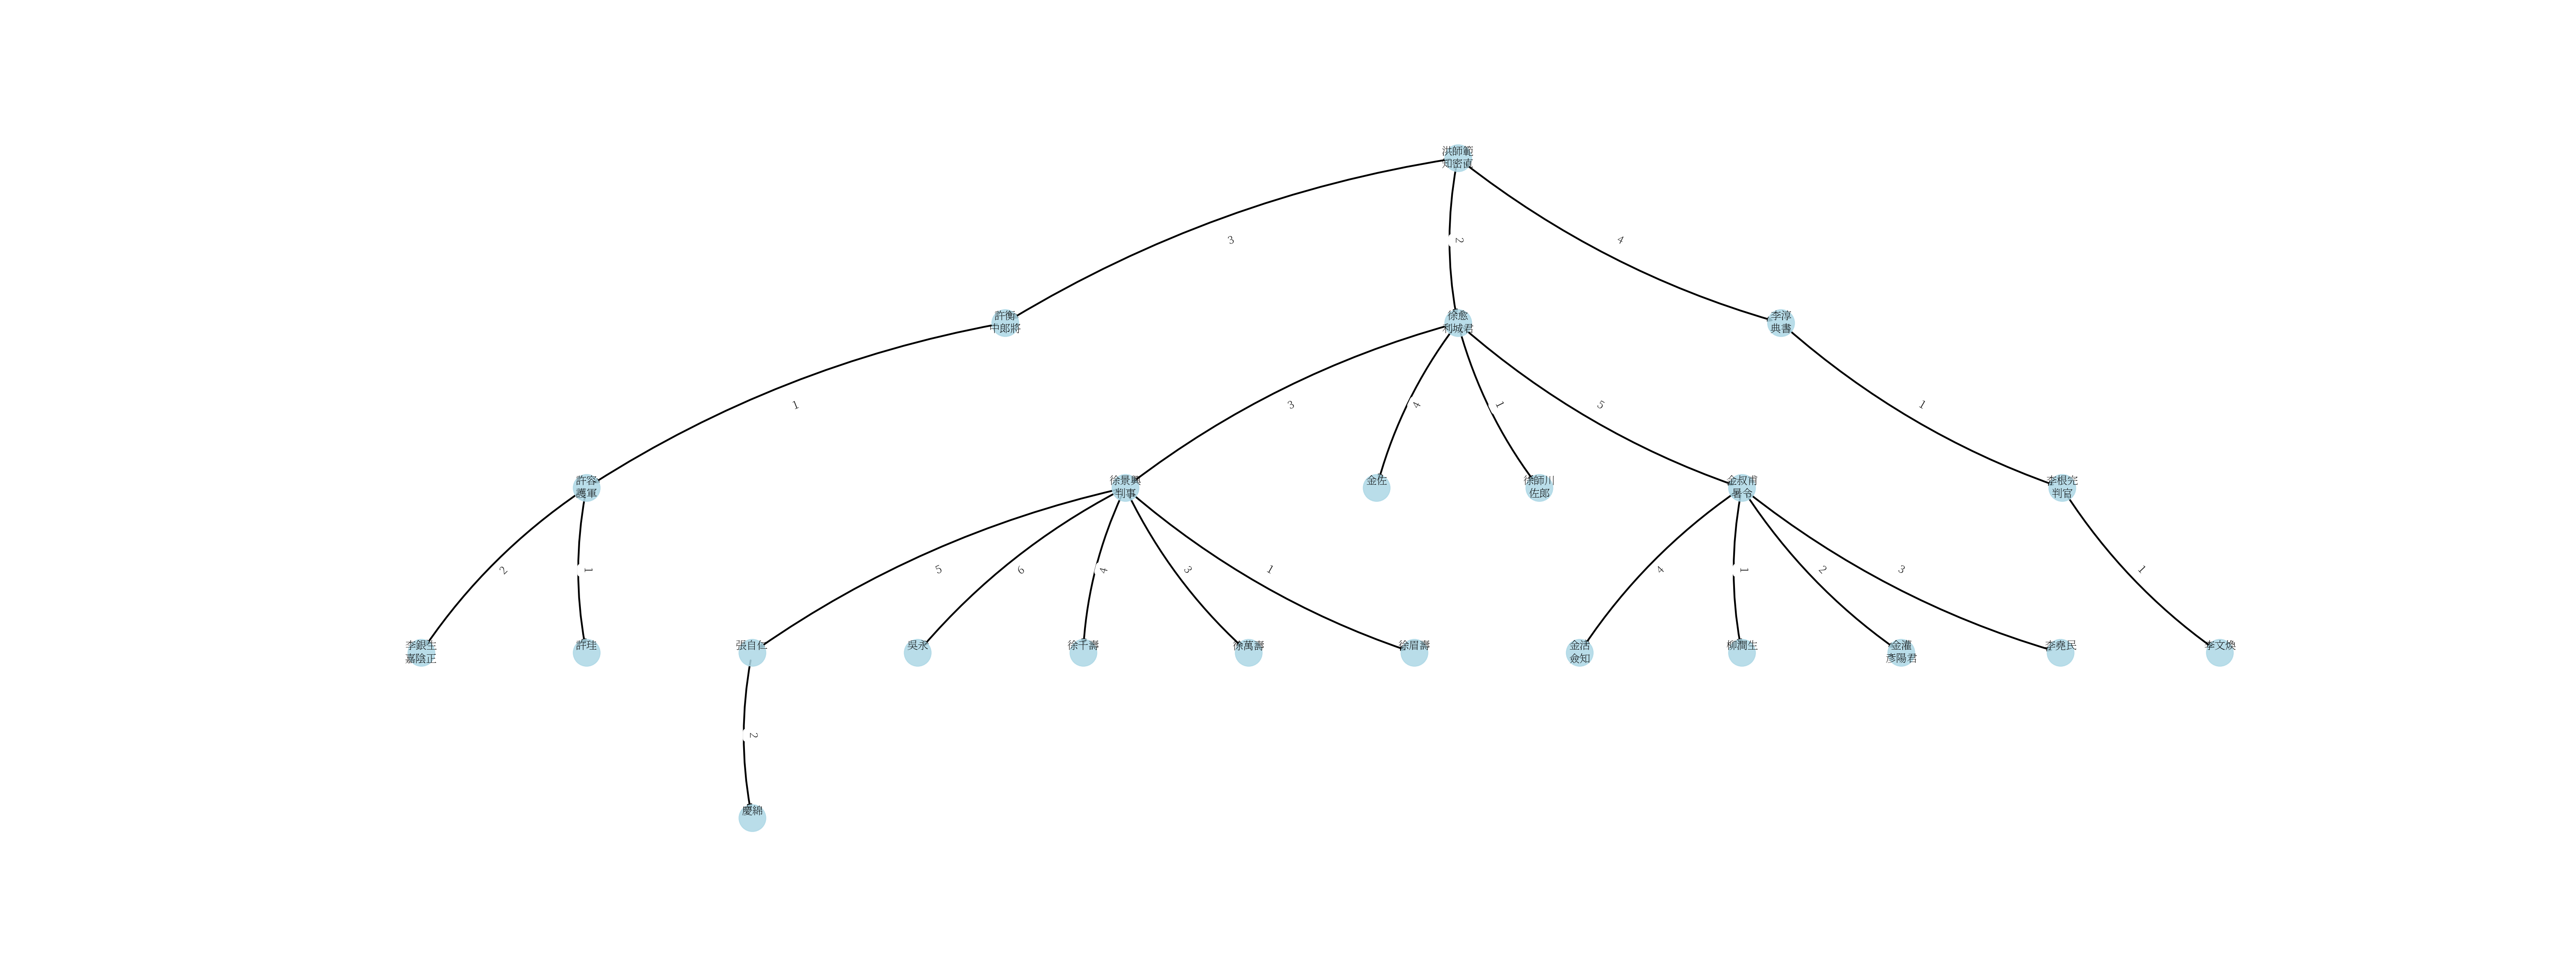 洪師範
知密直
3
2
4
許衡
中郎將
徐愈
利城君
李淳
典書
1
3
4
1
5
1
許容
護軍
徐景興
判事
金佐
徐師川
佐郎
金叔甫
暑令
李根完
判官
2
1
5
6
4
3
1
4
1
2
3
1
李銀生
嘉陰正
許珪
張自仁
吳永
徐千壽
徐萬壽
徐眉壽
金活
僉知
柳潤生
金灌
彥陽君
李堯民
李文煥
2
慶綿